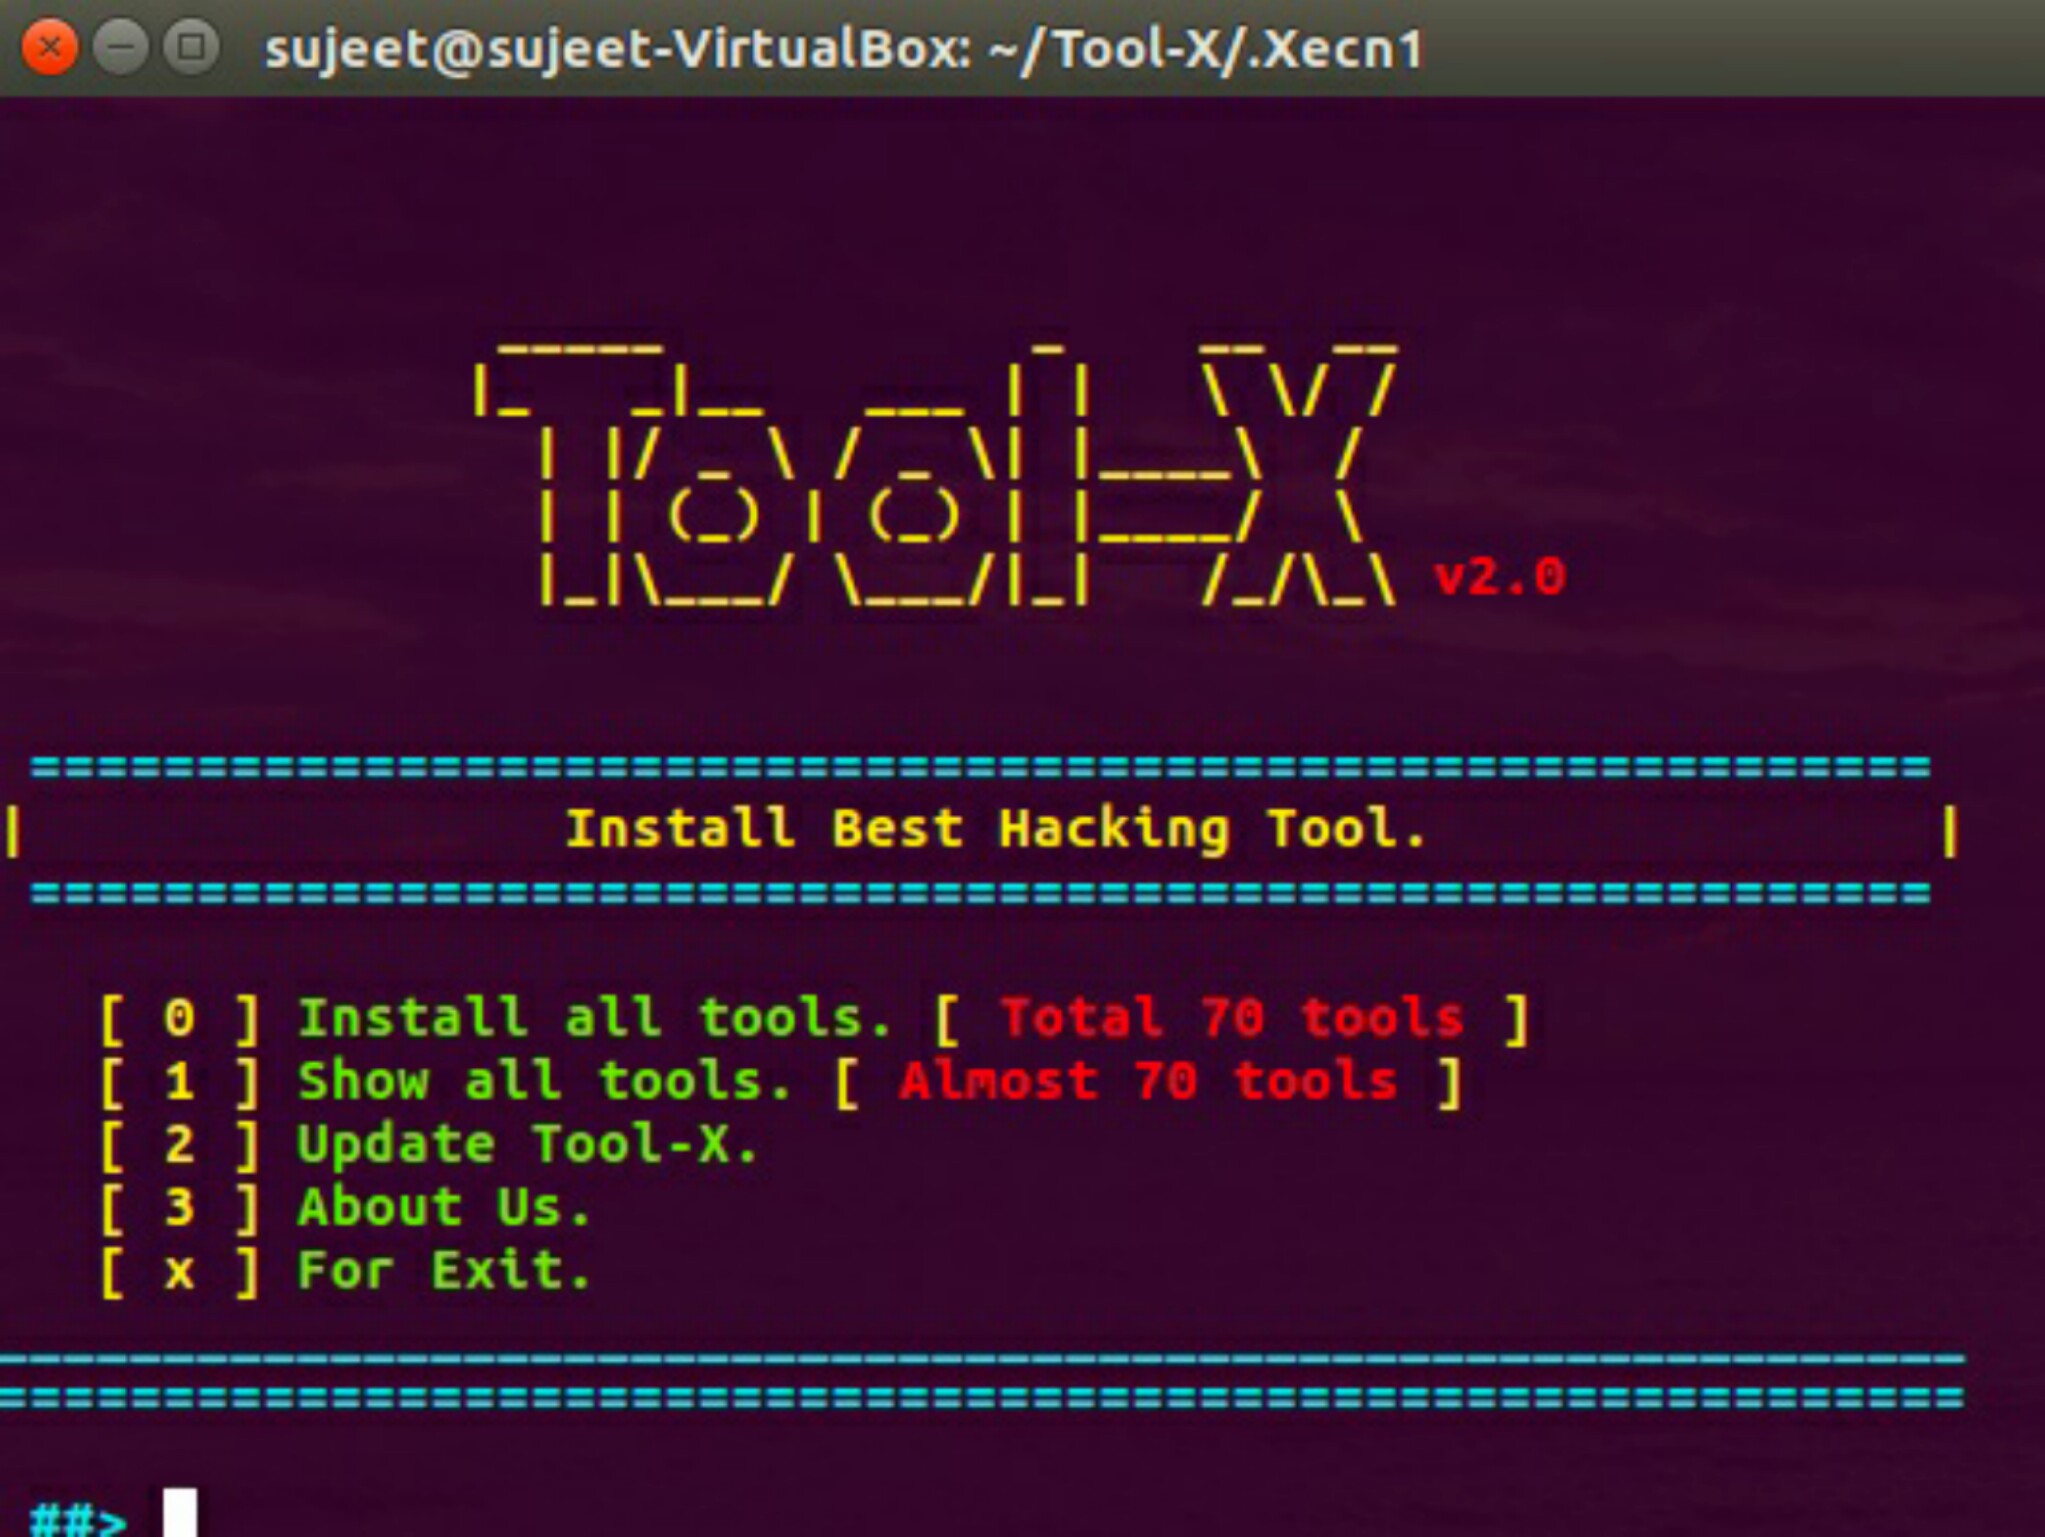 sujeet@sujeet-VirtualBox: ~/Tool-X/.Xecn1
Tool-X v2.0
=========================================================
| Install Best Hacking Tool. |
=========================================================
[ 0 ] Install all tools. [ Total 70 tools ]
[ 1 ] Show all tools. [ Almost 70 tools ]
[ 2 ] Update Tool-X.
[ 3 ] About Us.
[ x ] For Exit.
##>